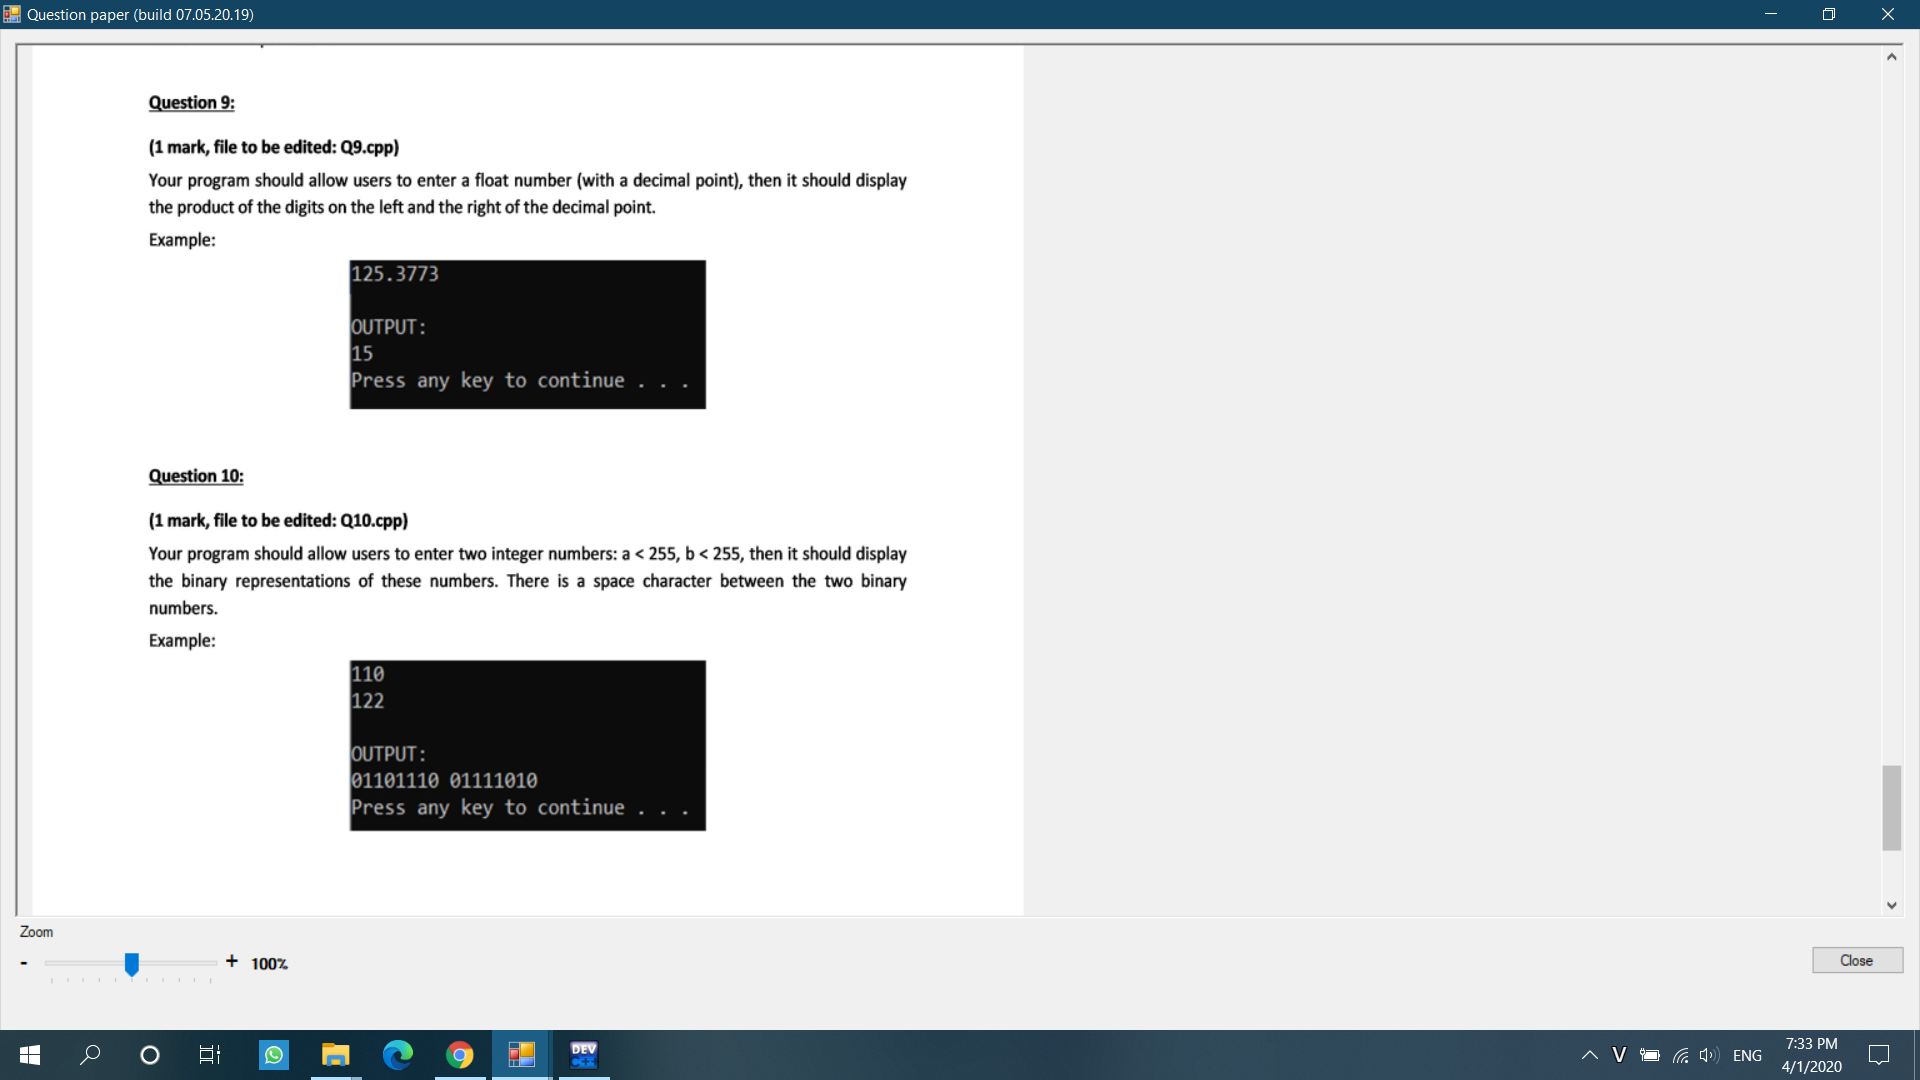 Question paper (build 07.05.20.19)
Question 9:
(1 mark, file to be edited: Q9.cpp)
Your program should allow users to enter a float number (with a decimal point), then it should display
the product of the digits on the left and the right of the decimal point.
Example:
125.3773
OUTPUT:
15
Press any key to continue . . .
Question 10:
(1 mark, file to be edited: Q10.cpp)
Your program should allow users to enter two integer numbers: a < 255, b < 255, then it should display
the binary representations of these numbers. There is a space character between the two binary
numbers.
Example:
110
122
OUTPUT:
01101110 01111010
Press any key to continue . . .
Zoom
- + 100%
Close
DEV
C++
V
ENG
7:33 PM
4/1/2020